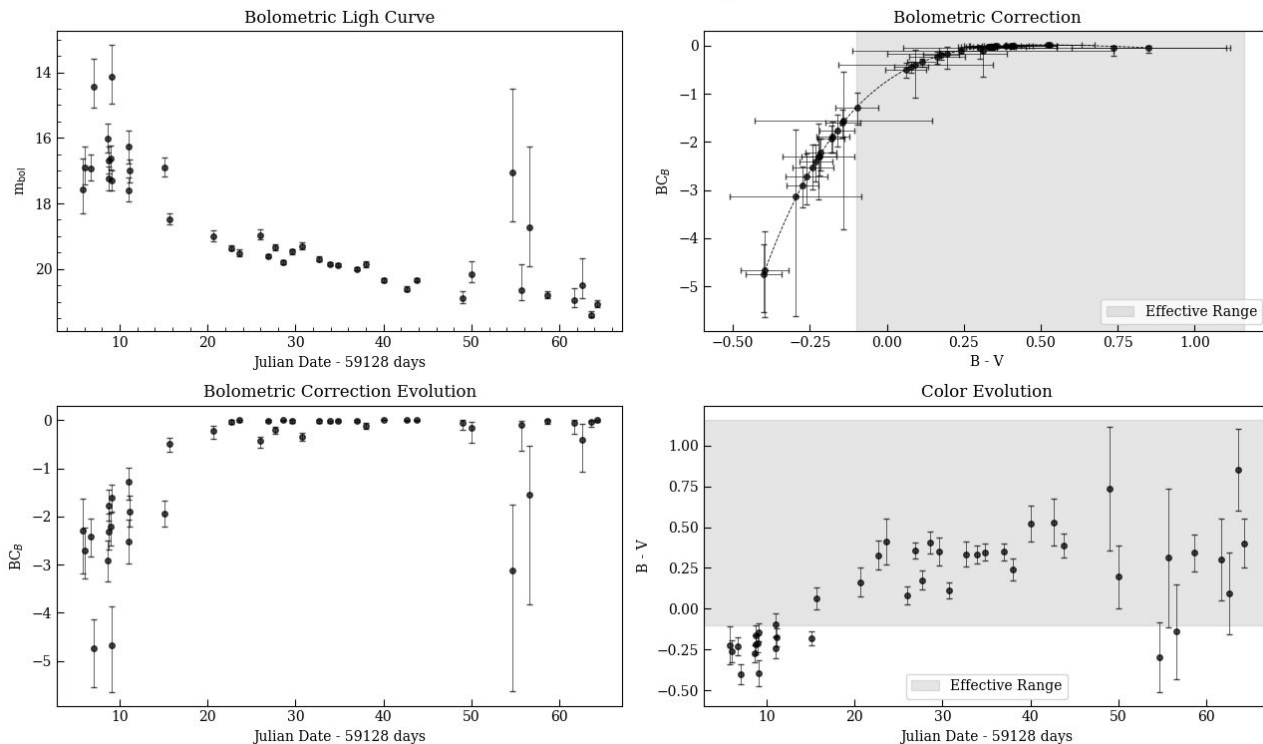 Bolometric Ligh Curve
m_bol
14
16
18
20
10 20 30 40 50 60
Julian Date - 59128 days
Bolometric Correction
BC_B
0
−1
−2
−3
−4
−5
Effective Range
−0.50 −0.25 0.00 0.25 0.50 0.75 1.00
B - V
Bolometric Correction Evolution
BC_B
0
−1
−2
−3
−4
−5
10 20 30 40 50 60
Julian Date - 59128 days
Color Evolution
B - V
1.00
0.75
0.50
0.25
0.00
−0.25
−0.50
Effective Range
10 20 30 40 50 60
Julian Date - 59128 days